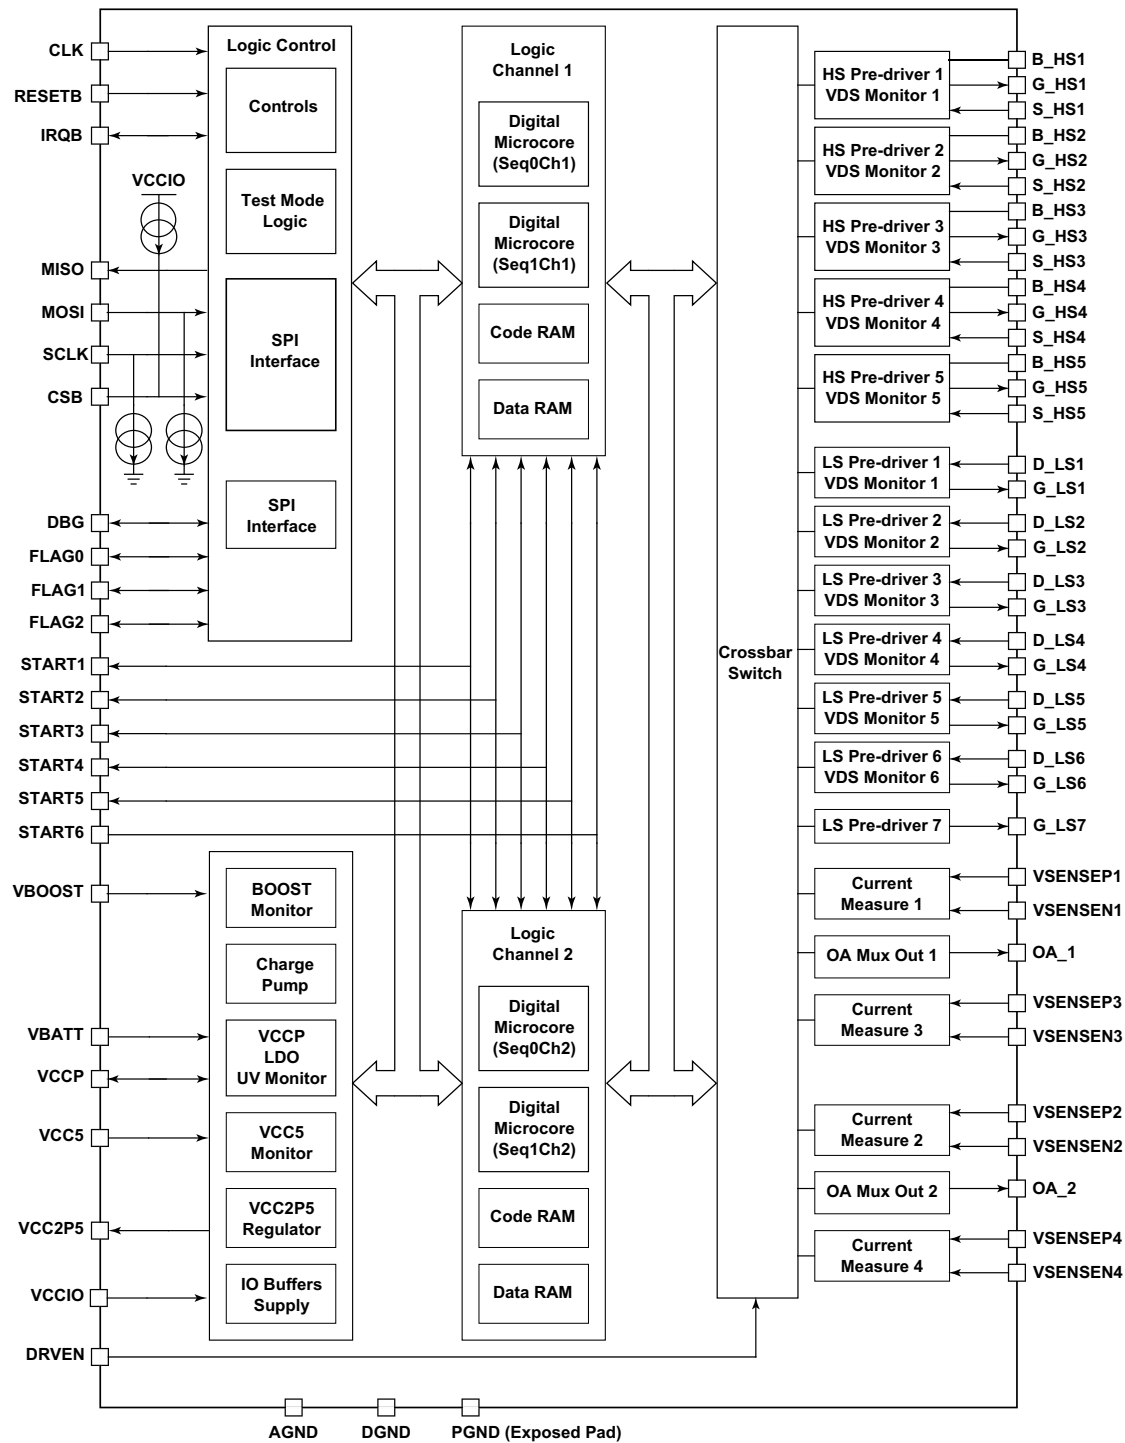 CLK
RESETB
IRQB
VCCIO
MISO
MOSI
SCLK
CSB
DBG
FLAG0
FLAG1
FLAG2
START1
START2
START3
START4
START5
START6
VBOOST
VBATT
VCCP
VCC5
VCC2P5
VCCIO
DRVEN
Logic Control
Controls
Test Mode
Logic
SPI
Interface
SPI
Interface
BOOST
Monitor
Charge
Pump
VCCP
LDO
UV Monitor
VCC5
Monitor
VCC2P5
Regulator
IO Buffers
Supply
Logic
Channel 1
Digital
Microcore
(Seq0Ch1)
Digital
Microcore
(Seq1Ch1)
Code RAM
Data RAM
Logic
Channel 2
Digital
Microcore
(Seq0Ch2)
Digital
Microcore
(Seq1Ch2)
Code RAM
Data RAM
Crossbar
Switch
HS Pre-driver 1
VDS Monitor 1
HS Pre-driver 2
VDS Monitor 2
HS Pre-driver 3
VDS Monitor 3
HS Pre-driver 4
VDS Monitor 4
HS Pre-driver 5
VDS Monitor 5
LS Pre-driver 1
VDS Monitor 1
LS Pre-driver 2
VDS Monitor 2
LS Pre-driver 3
VDS Monitor 3
LS Pre-driver 4
VDS Monitor 4
LS Pre-driver 5
VDS Monitor 5
LS Pre-driver 6
VDS Monitor 6
LS Pre-driver 7
Current
Measure 1
OA Mux Out 1
Current
Measure 3
Current
Measure 2
OA Mux Out 2
Current
Measure 4
B_HS1
G_HS1
S_HS1
B_HS2
G_HS2
S_HS2
B_HS3
G_HS3
S_HS3
B_HS4
G_HS4
S_HS4
B_HS5
G_HS5
S_HS5
D_LS1
G_LS1
D_LS2
G_LS2
D_LS3
G_LS3
D_LS4
G_LS4
D_LS5
G_LS5
D_LS6
G_LS6
G_LS7
VSENSEP1
VSENSEN1
OA_1
VSENSEP3
VSENSEN3
VSENSEP2
VSENSEN2
OA_2
VSENSEP4
VSENSEN4
AGND
DGND
PGND (Exposed Pad)